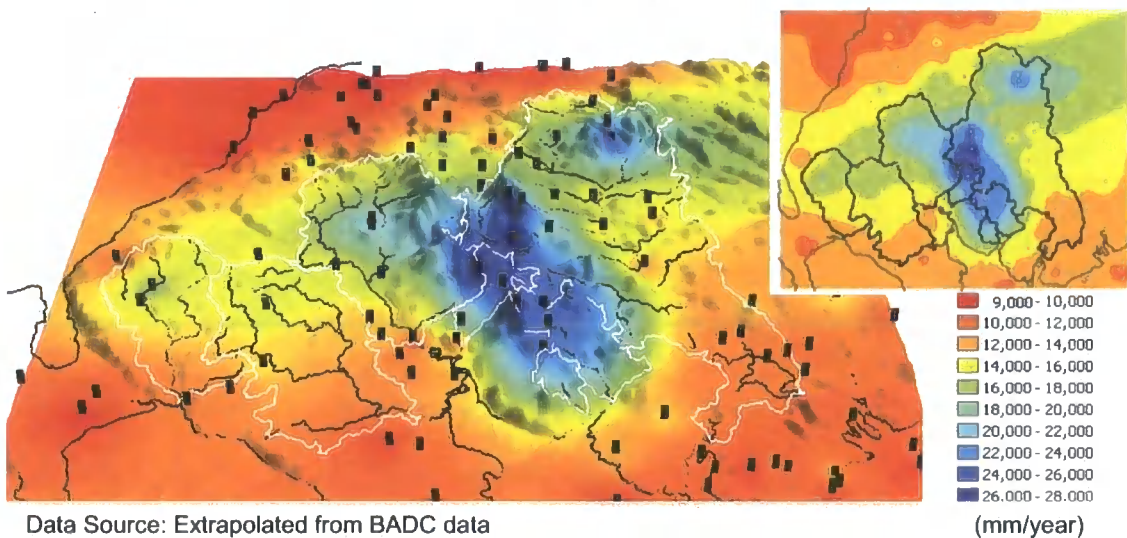 9,000 - 10,000
10,000 - 12,000
12,000 - 14,000
14,000 - 16,000
16,000 - 18,000
18,000 - 20,000
20,000 - 22,000
22,000 - 24,000
24,000 - 26,000
26.000 - 28.000
Data Source: Extrapolated from BADC data
(mm/year)